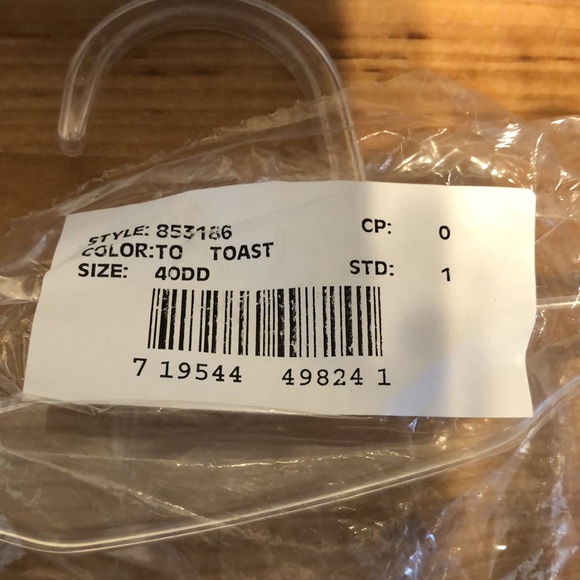 STYLE: 853186 CP: 0
COLOR:TO TOAST
SIZE: 40DD STD: 1
7 19544 49824 1